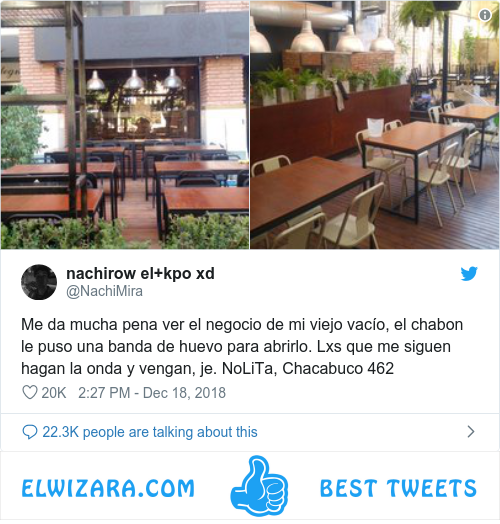 nachirow el+kpo xd
@NachiMira
Me da mucha pena ver el negocio de mi viejo vacío, el chabon
le puso una banda de huevo para abrirlo. Lxs que me siguen
hagan la onda y vengan, je. NoLiTa, Chacabuco 462
20K 2:27 PM - Dec 18, 2018
22.3K people are talking about this
ELWIZARA.COM BEST TWEETS